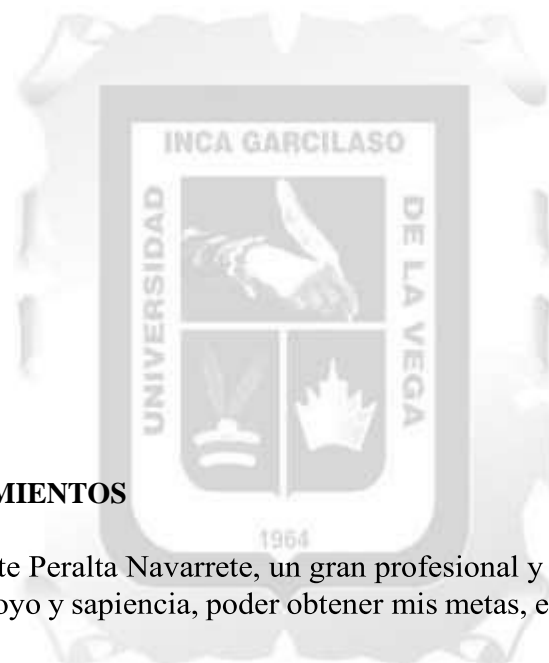 INCA GARCILASO
UNIVERSIDAD
DE LA VEGA
MIENTOS
1964
te Peralta Navarrete, un gran profesional y
oyo y sapiencia, poder obtener mis metas, e